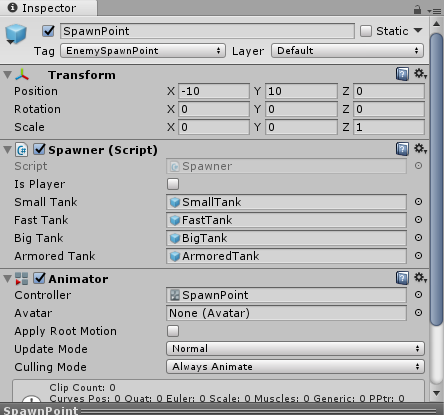 Inspector
SpawnPoint Static
Tag EnemySpawnPoint Layer Default
Transform
Position X -10 Y 10 Z 0
Rotation X 0 Y 0 Z 0
Scale X 0 Y 0 Z 1
Spawner (Script)
Script Spawner
Is Player
Small Tank SmallTank
Fast Tank FastTank
Big Tank BigTank
Armored Tank ArmoredTank
Animator
Controller SpawnPoint
Avatar None (Avatar)
Apply Root Motion
Update Mode Normal
Culling Mode Always Animate
Clip Count: 0
Curves Pos: 0 Quat: 0 Euler: 0 Scale: 0 Muscles: 0 Generic: 0 PPtr: 0
SpawnPoint